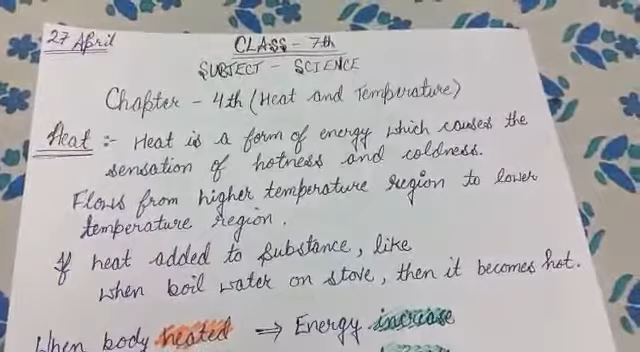 27 April
CLASS - 7th
SUBJECT - SCIENCE
Chapter - 4th (Heat and Temperature)
Heat :- Heat is a form of energy which causes the
sensation of hotness and coldness.
Flows from higher temperature region to lower
temperature region.
If heat added to substance, like
when boil water on stove, then it becomes hot.
When body heated ⇒ Energy increase